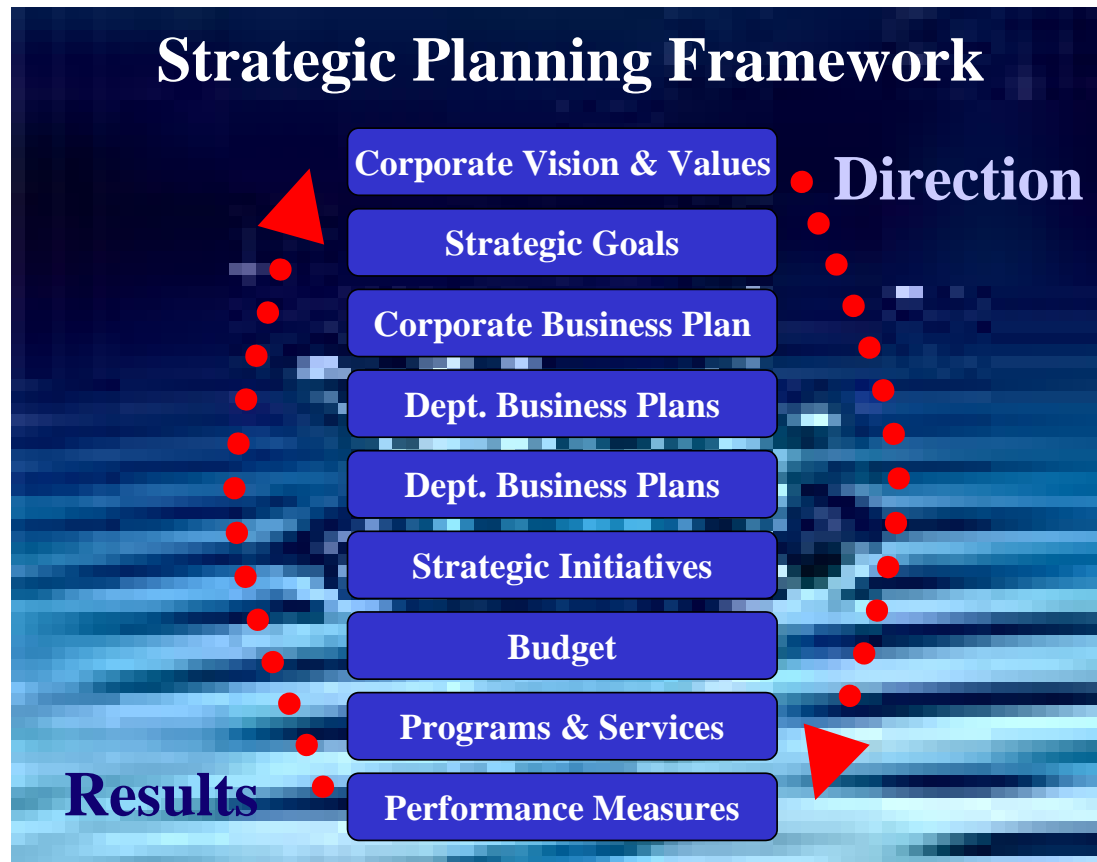 Strategic Planning Framework
Corporate Vision & Values
Direction
Strategic Goals
Corporate Business Plan
Dept. Business Plans
Dept. Business Plans
Strategic Initiatives
Budget
Programs & Services
Results
Performance Measures